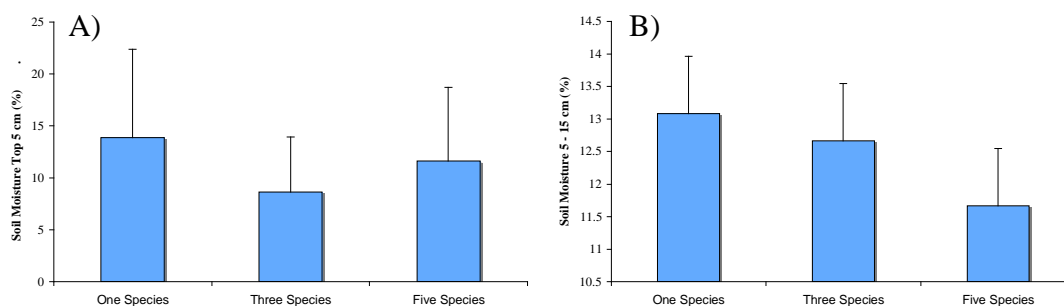 A)
Soil Moisture Top 5 cm (%)
25
20
15
10
5
0
One Species
Three Species
Five Species
B)
Soil Moisture 5 - 15 cm (%)
14.5
14
13.5
13
12.5
12
11.5
11
10.5
One Species
Three Species
Five Species